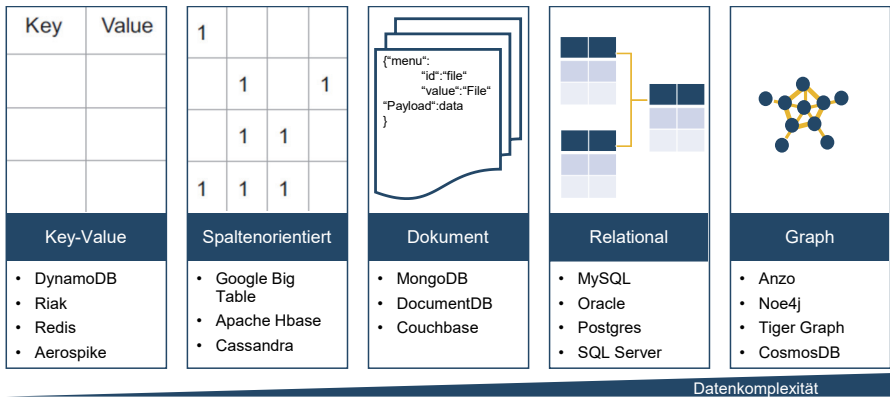 Key Value
1
1 1
1 1
1 1 1
{“menu“:
“id“:“file“
“value“:“File“
“Payload“:data
}
Key-Value
Spaltenorientiert
Dokument
Relational
Graph
• DynamoDB
• Riak
• Redis
• Aerospike
• Google Big
Table
• Apache Hbase
• Cassandra
• MongoDB
• DocumentDB
• Couchbase
• MySQL
• Oracle
• Postgres
• SQL Server
• Anzo
• Noe4j
• Tiger Graph
• CosmosDB
Datenkomplexität